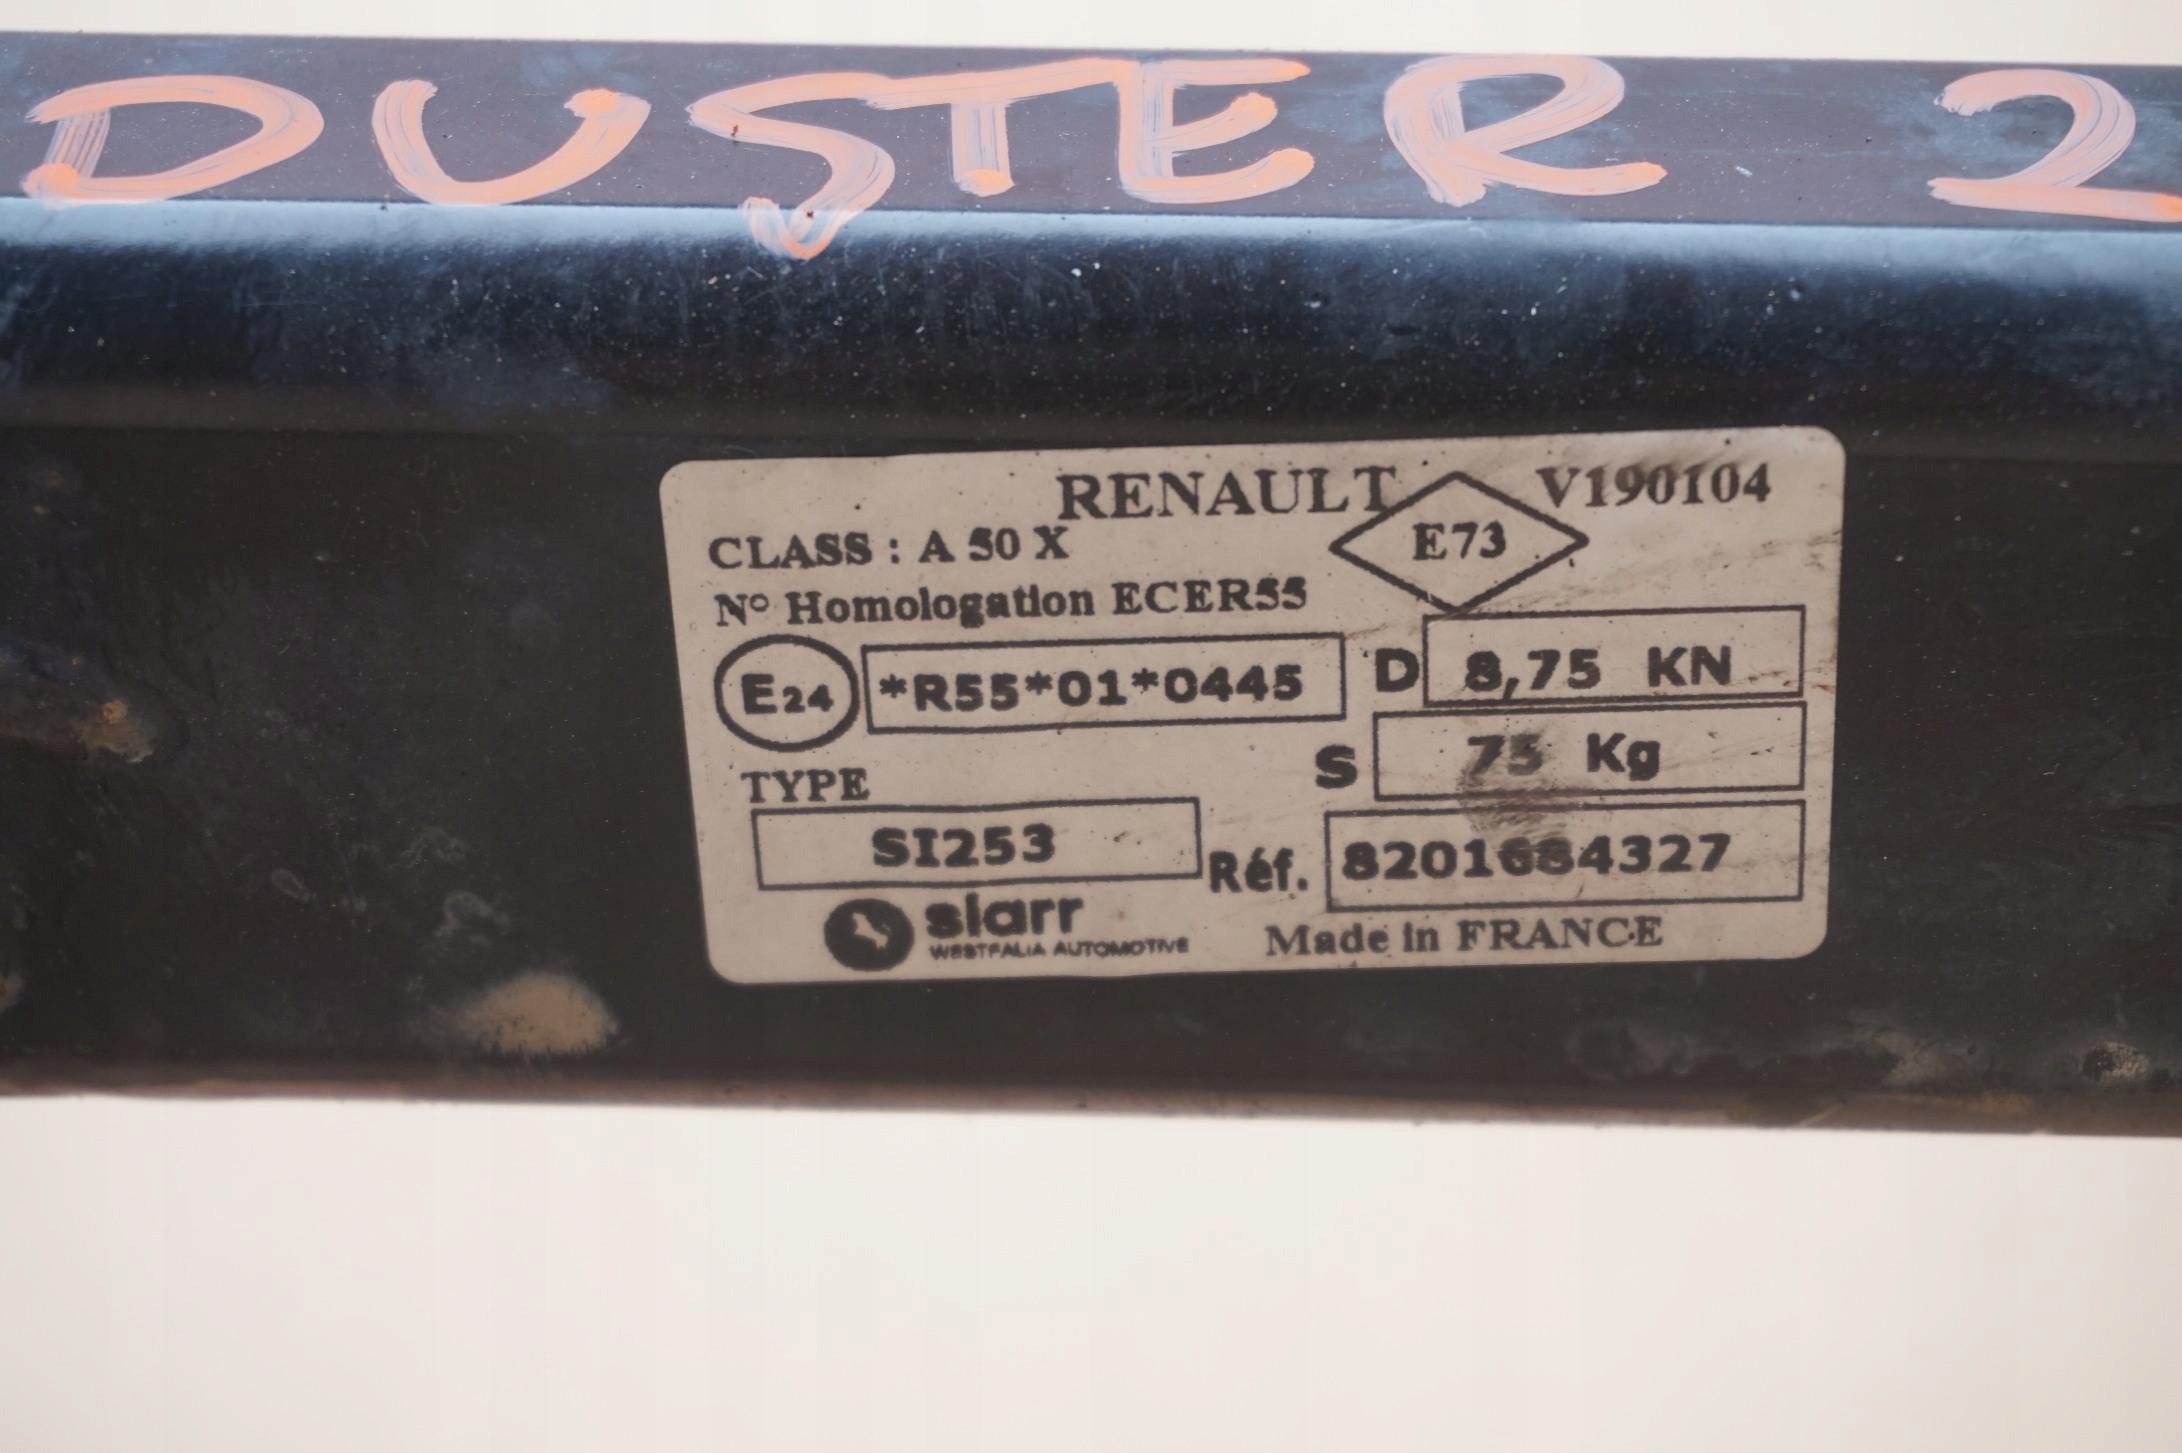 DUSTER 2
RENAULT V190104
CLASS : A 50 X E73
N° Homologation ECER55
E24 *R55*01*0445 D 8,75 KN
S 75 Kg
TYPE
SI253 Réf. 8201684327
siarr
WESTFALIA AUTOMOTIVE Made in FRANCE